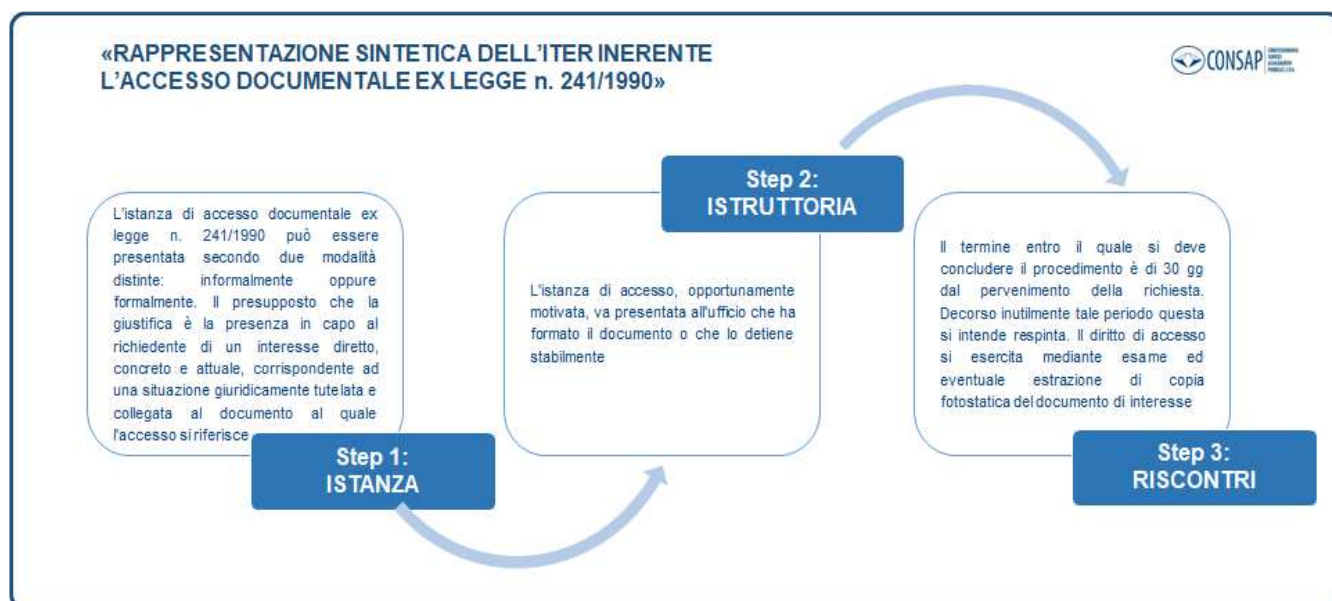 «RAPPRESENTAZIONE SINTETICA DELL'ITER INERENTE
L'ACCESSO DOCUMENTALE EX LEGGE n. 241/1990»
CONSAP
L'istanza di accesso documentale ex
legge n. 241/1990 può essere
presentata secondo due modalità
distinte: informalmente oppure
formalmente. Il presupposto che la
giustifica è la presenza in capo al
richiedente di un interesse diretto,
concreto e attuale, corrispondente ad
una situazione giuridicamente tutelata e
collegata al documento al quale
l'accesso si riferisce
Step 1:
ISTANZA
Step 2:
ISTRUTTORIA
L'istanza di accesso, opportunamente
motivata, va presentata all'ufficio che ha
formato il documento o che lo detiene
stabilmente
Il termine entro il quale si deve
concludere il procedimento è di 30 gg
dal pervenimento della richiesta.
Decorso inutilmente tale periodo questa
si intende respinta. Il diritto di accesso
si esercita mediante esame ed
eventuale estrazione di copia
fotostatica del documento di interesse
Step 3:
RISCONTRI